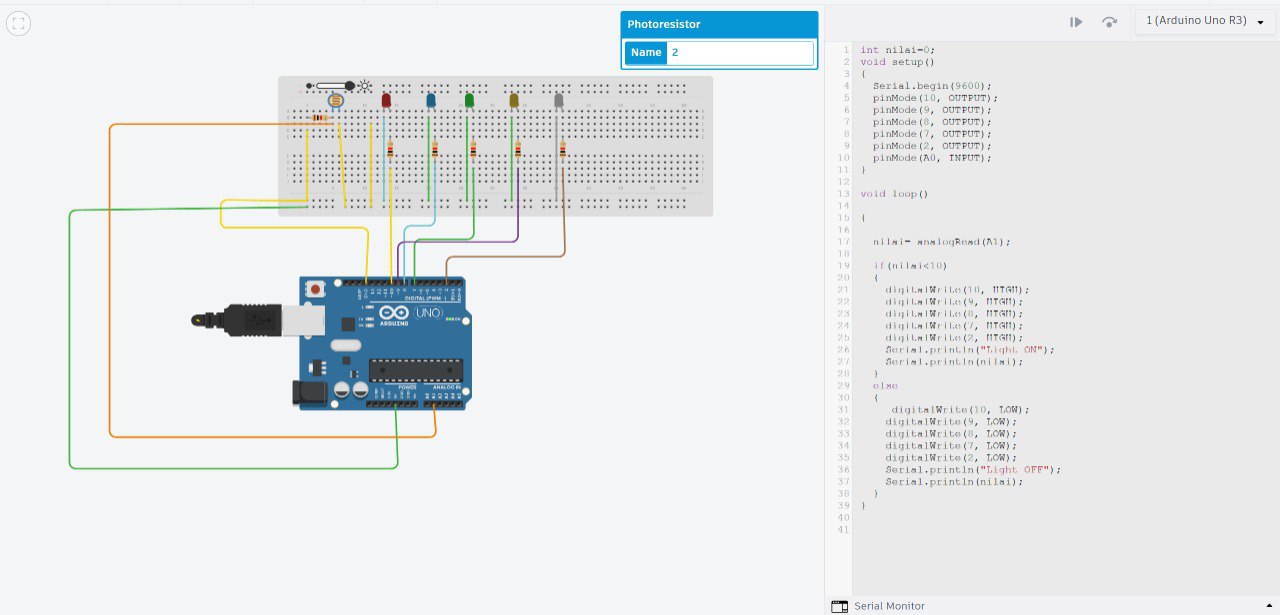 Photoresistor
Name 2
1 (Arduino Uno R3)
1 int nilai=0;
2 void setup()
3 {
4 Serial.begin(9600);
5 pinMode(10, OUTPUT);
6 pinMode(9, OUTPUT);
7 pinMode(8, OUTPUT);
8 pinMode(7, OUTPUT);
9 pinMode(2, OUTPUT);
10 pinMode(A0, INPUT);
11 }
12
13 void loop()
14
15 {
16
17 nilai= analogRead(A1);
18
19 if(nilai<10)
20 {
21 digitalWrite(10, HIGH);
22 digitalWrite(9, HIGH);
23 digitalWrite(8, HIGH);
24 digitalWrite(7, HIGH);
25 digitalWrite(2, HIGH);
26 Serial.println("Light ON");
27 Serial.println(nilai);
28 }
29 else
30 {
31 digitalWrite(10, LOW);
32 digitalWrite(9, LOW);
33 digitalWrite(8, LOW);
34 digitalWrite(7, LOW);
35 digitalWrite(2, LOW);
36 Serial.println("Light OFF");
37 Serial.println(nilai);
38 }
39 }
40
41
DIGITAL (PWM~)
UNO
ARDUINO
POWER ANALOG IN
Serial Monitor